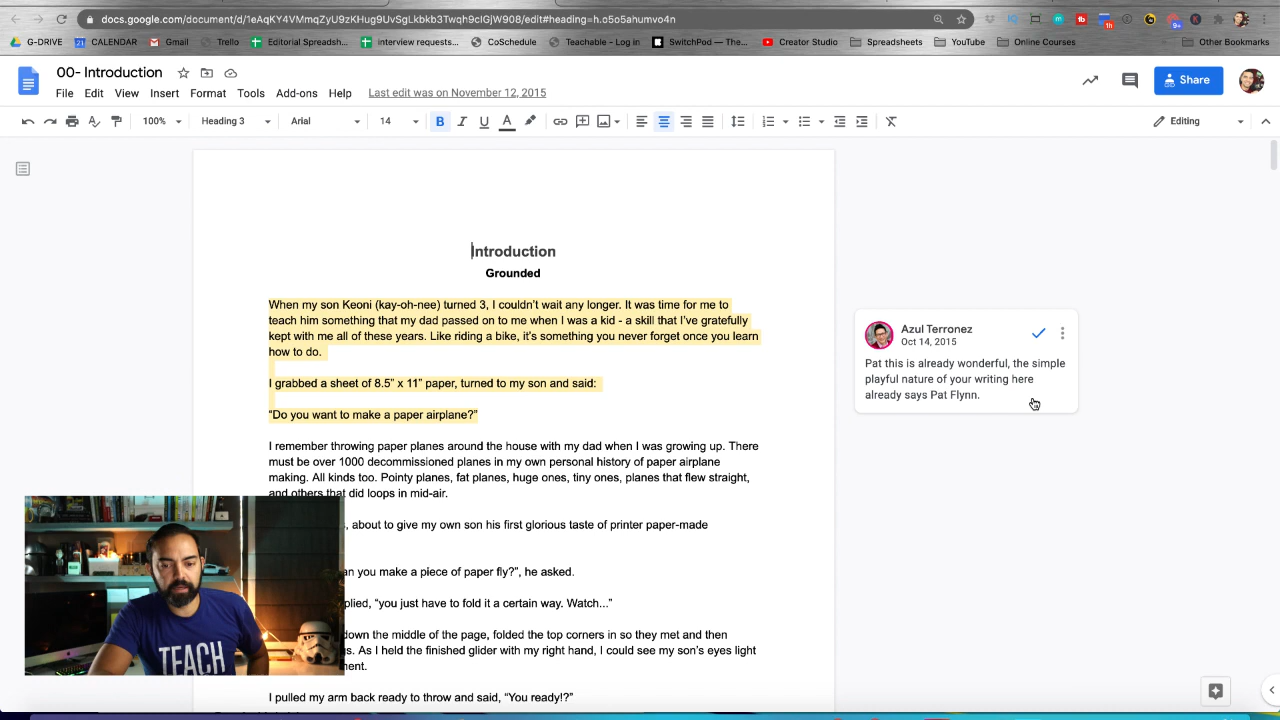 docs.google.com/document/d/1eAqKY4VMmqZyU9zKHug9UvSgLkbkb3Twqh9cIGjW908/edit#heading=h.o5o5ahumvo4n
G-DRIVE CALENDAR Gmail Trello Editorial Spreadsh... interview requests... CoSchedule Teachable - Log in SwitchPod — The... Creator Studio Spreadsheets YouTube Online Courses Other Bookmarks
00- Introduction
File Edit View Insert Format Tools Add-ons Help Last edit was on November 12, 2015
Share
100% Heading 3 Arial 14 B I U A Editing
Introduction
Grounded
When my son Keoni (kay-oh-nee) turned 3, I couldn't wait any longer. It was time for me to
teach him something that my dad passed on to me when I was a kid - a skill that I've gratefully
kept with me all of these years. Like riding a bike, it's something you never forget once you learn
how to do.
I grabbed a sheet of 8.5" x 11" paper, turned to my son and said:
"Do you want to make a paper airplane?"
Azul Terronez
Oct 14, 2015
Pat this is already wonderful, the simple
playful nature of your writing here
already says Pat Flynn.
I remember throwing paper planes around the house with my dad when I was growing up. There
must be over 1000 decommissioned planes in my own personal history of paper airplane
making. All kinds too. Pointy planes, fat planes, huge ones, tiny ones, planes that flew straight,
and others that did loops in mid-air.
, about to give my own son his first glorious taste of printer paper-made
an you make a piece of paper fly?", he asked.
plied, "you just have to fold it a certain way. Watch..."
down the middle of the page, folded the top corners in so they met and then
s. As I held the finished glider with my right hand, I could see my son's eyes light
ment.
I pulled my arm back ready to throw and said, "You ready!?"
TEACH